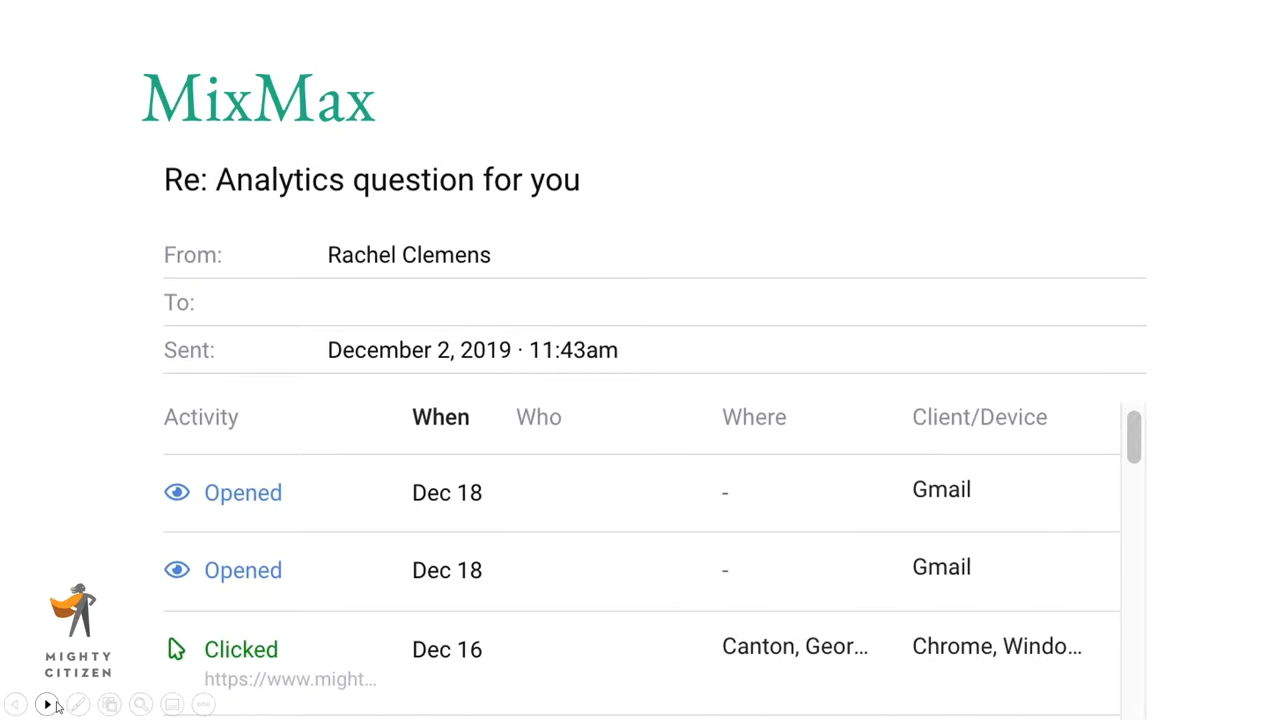 MixMax
Re: Analytics question for you
From: Rachel Clemens
To:
Sent: December 2, 2019 · 11:43am
Activity When Who Where Client/Device
Opened Dec 18 - Gmail
Opened Dec 18 - Gmail
Clicked Dec 16 Canton, Geor... Chrome, Windo...
https://www.might...
MIGHTY
CITIZEN